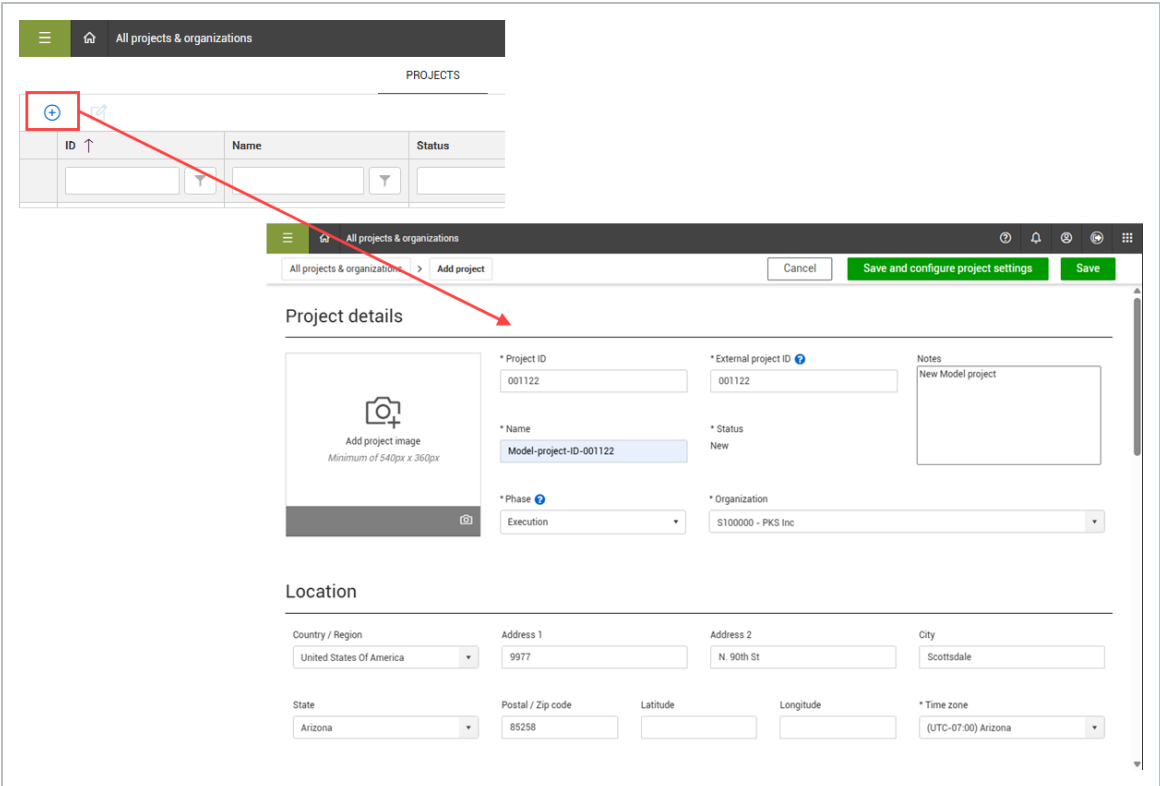 All projects & organizations
PROJECTS
ID Name Status
All projects & organizations
All projects & organizations > Add project Cancel Save and configure project settings Save
Project details
* Project ID * External project ID ? Notes
001122 001122 New Model project
Add project image
Minimum of 540px x 360px
* Name * Status
Model-project-ID-001122 New
* Phase ? * Organization
Execution S100000 - PKS Inc
Location
Country / Region Address 1 Address 2 City
United States Of America 9977 N. 90th St Scottsdale
State Postal / Zip code Latitude Longitude * Time zone
Arizona 85258 (UTC-07:00) Arizona